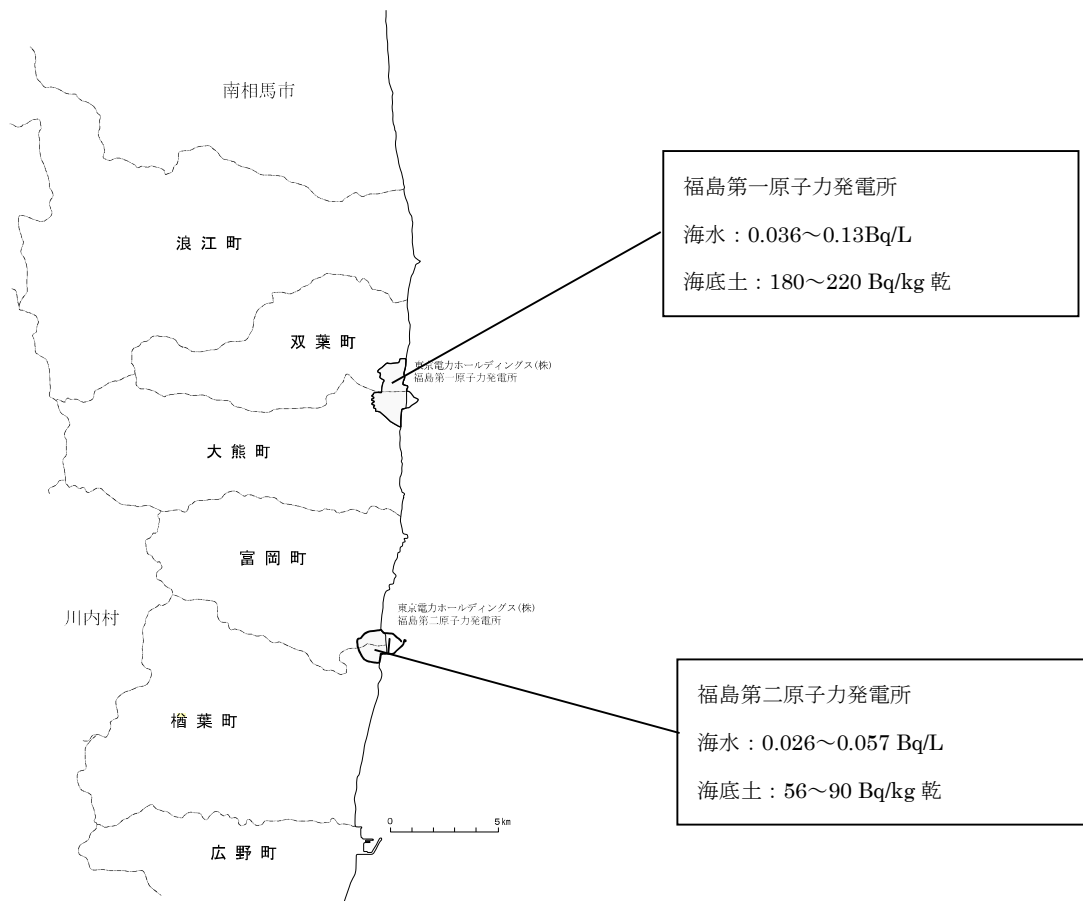 南相馬市
福島第一原子力発電所
海水：0.036～0.13Bq/L
海底土：180～220 Bq/kg 乾
浪江町
双葉町
東京電力ホールディングス(株)
福島第一原子力発電所
大熊町
富岡町
川内村
東京電力ホールディングス(株)
福島第二原子力発電所
福島第二原子力発電所
海水：0.026～0.057 Bq/L
海底土：56～90 Bq/kg 乾
楢葉町
0 5km
広野町